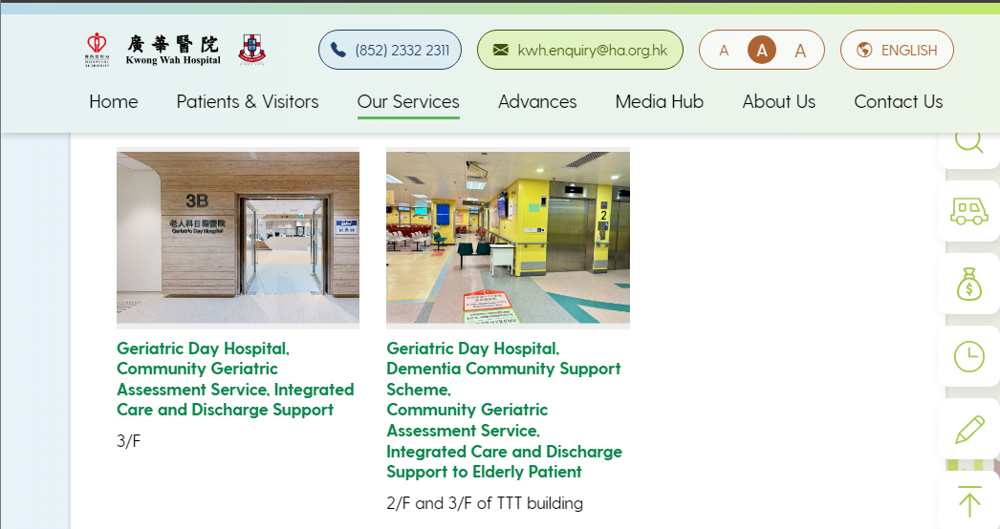 廣華醫院
Kwong Wah Hospital
(852) 2332 2311
kwh.enquiry@ha.org.hk
A A A
ENGLISH
Home Patients & Visitors Our Services Advances Media Hub About Us Contact Us
3B
老人科日間醫院
Geriatric Day Hospital
2
Geriatric Day Hospital,
Community Geriatric
Assessment Service, Integrated
Care and Discharge Support
3/F
Geriatric Day Hospital,
Dementia Community Support
Scheme,
Community Geriatric
Assessment Service,
Integrated Care and Discharge
Support to Elderly Patient
2/F and 3/F of TTT building